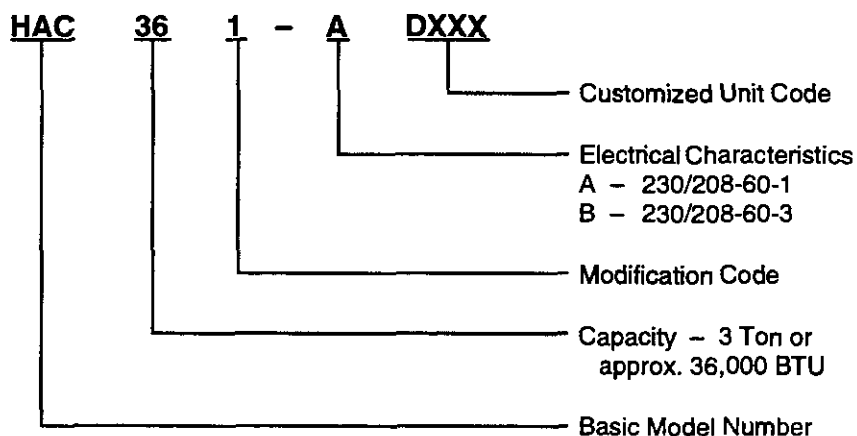 HAC 36 1 – A DXXX
Customized Unit Code
Electrical Characteristics
A – 230/208-60-1
B – 230/208-60-3
Modification Code
Capacity – 3 Ton or
approx. 36,000 BTU
Basic Model Number